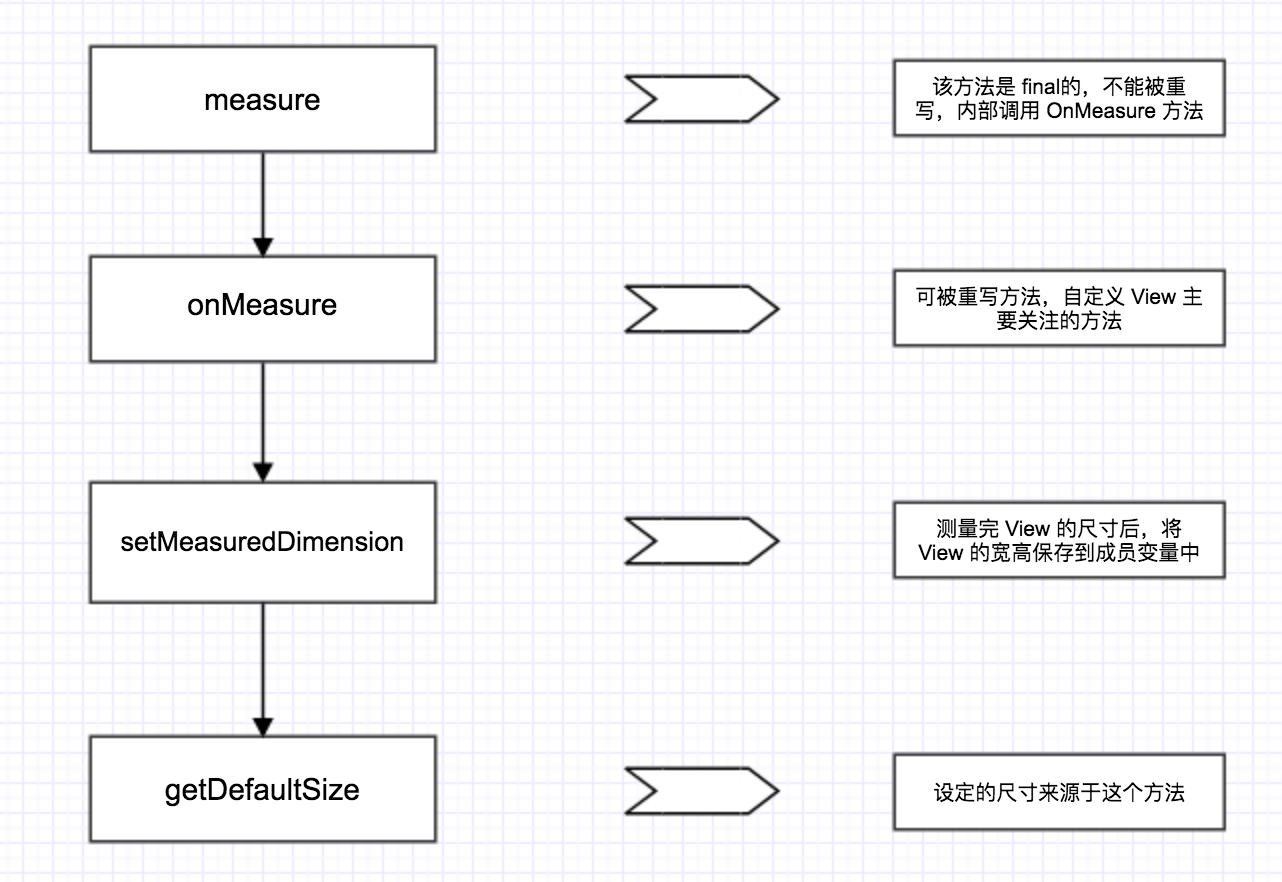 measure
该方法是 final的，不能被重
写，内部调用 OnMeasure 方法
onMeasure
可被重写方法，自定义 View 主
要关注的方法
setMeasuredDimension
测量完 View 的尺寸后，将
View 的宽高保存到成员变量中
getDefaultSize
设定的尺寸来源于这个方法